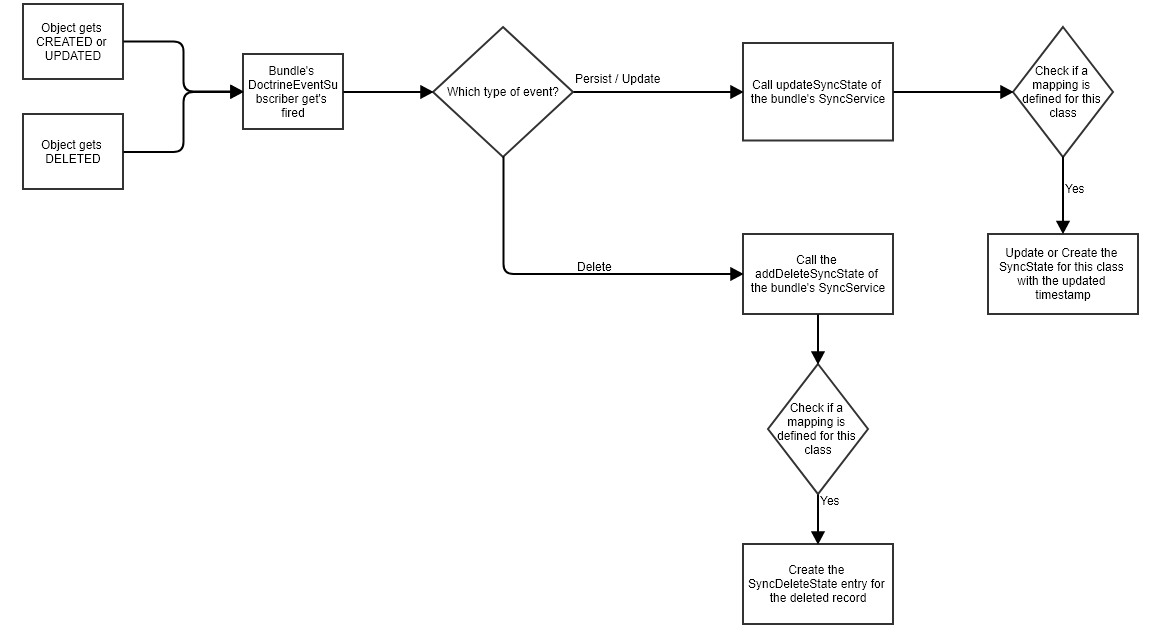 Object gets
CREATED or
UPDATED
Object gets
DELETED
Bundle's
DoctrineEventSu
bscriber get's
fired
Which type of event?
Persist / Update
Call updateSyncState of
the bundle's SyncService
Check if a
mapping is
defined for this
class
Yes
Update or Create the
SyncState for this class
with the updated
timestamp
Delete
Call the
addDeleteSyncState of
the bundle's SyncService
Check if a
mapping is
defined for this
class
Yes
Create the
SyncDeleteState entry for
the deleted record